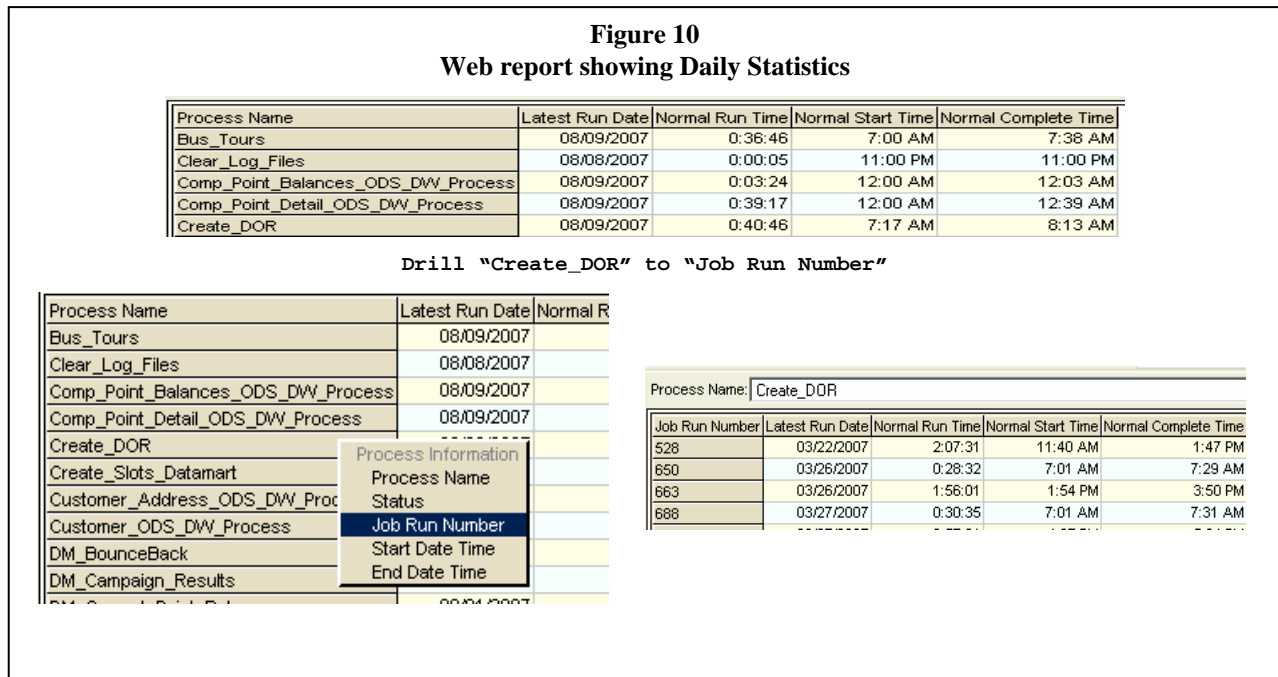 Figure 10
Web report showing Daily Statistics
Process Name Latest Run Date Normal Run Time Normal Start Time Normal Complete Time
Bus_Tours 08/09/2007 0:36:46 7:00 AM 7:38 AM
Clear_Log_Files 08/08/2007 0:00:05 11:00 PM 11:00 PM
Comp_Point_Balances_ODS_DW_Process 08/09/2007 0:03:24 12:00 AM 12:03 AM
Comp_Point_Detail_ODS_DW_Process 08/09/2007 0:39:17 12:00 AM 12:39 AM
Create_DOR 08/09/2007 0:40:46 7:17 AM 8:13 AM
Drill “Create_DOR” to “Job Run Number”
Process Name Latest Run Date Normal R
Bus_Tours 08/09/2007
Clear_Log_Files 08/08/2007
Comp_Point_Balances_ODS_DW_Process 08/09/2007
Comp_Point_Detail_ODS_DW_Process 08/09/2007
Create_DOR
Create_Slots_Datamart
Customer_Address_ODS_DW_Proc
Customer_ODS_DW_Process
DM_BounceBack
DM_Campaign_Results
Process Information
Process Name
Status
Job Run Number
Start Date Time
End Date Time
Process Name: Create_DOR
Job Run Number Latest Run Date Normal Run Time Normal Start Time Normal Complete Time
528 03/22/2007 2:07:31 11:40 AM 1:47 PM
650 03/26/2007 0:28:32 7:01 AM 7:29 AM
663 03/26/2007 1:56:01 1:54 PM 3:50 PM
688 03/27/2007 0:30:35 7:01 AM 7:31 AM